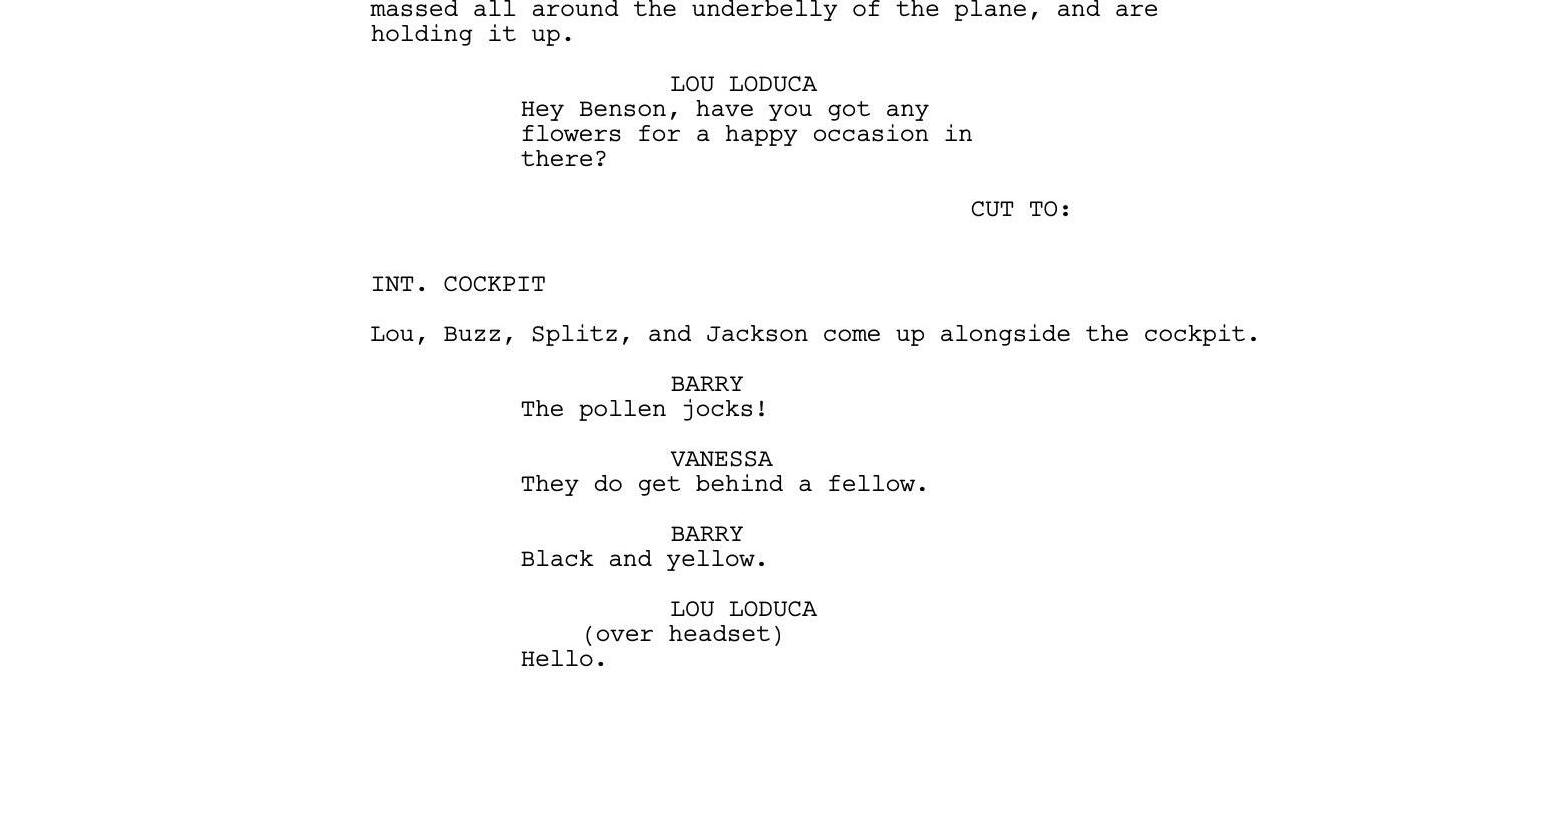 massed all around the underbelly of the plane, and are
holding it up.
LOU LODUCA
Hey Benson, have you got any
flowers for a happy occasion in
there?
CUT TO:
INT. COCKPIT
Lou, Buzz, Splitz, and Jackson come up alongside the cockpit.
BARRY
The pollen jocks!
VANESSA
They do get behind a fellow.
BARRY
Black and yellow.
LOU LODUCA
(over headset)
Hello.